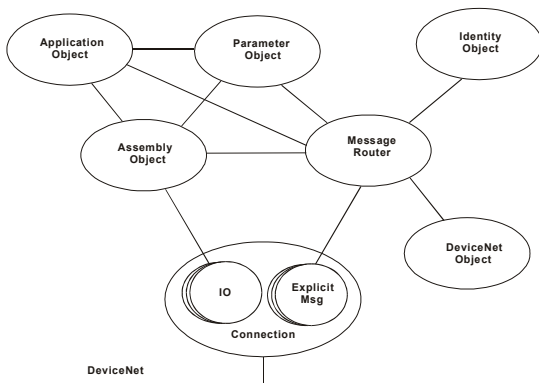 Application
Object
Parameter
Object
Identity
Object
Assembly
Object
Message
Router
DeviceNet
Object
IO
Explicit
Msg
Connection
DeviceNet